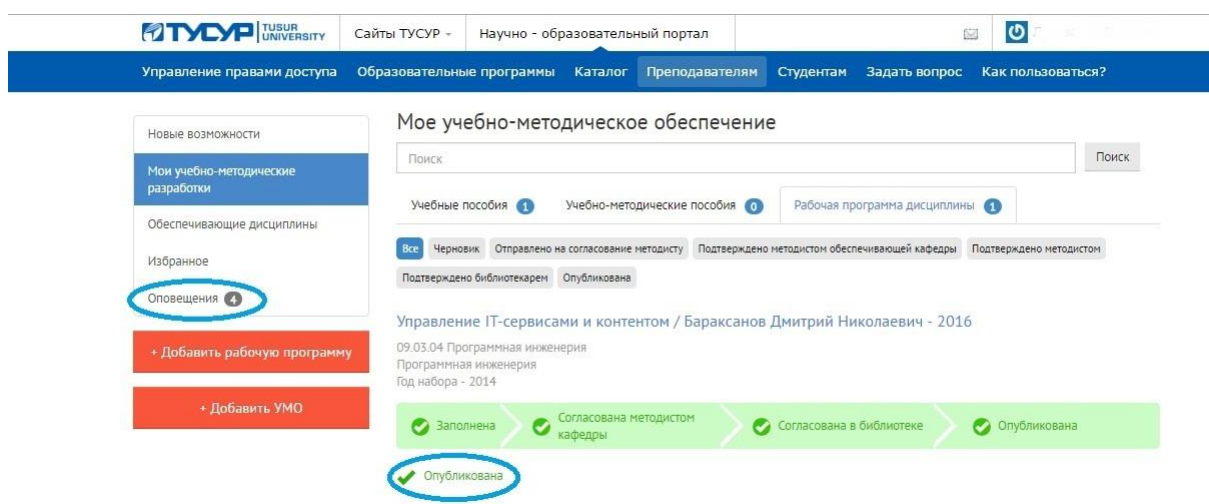 ТУСУР TUSUR UNIVERSITY
Сайты ТУСУР
Научно - образовательный портал
Управление правами доступа Образовательные программы Каталог Преподавателям Студентам Задать вопрос Как пользоваться?
Новые возможности
Мои учебно-методические
разработки
Обеспечивающие дисциплины
Избранное
Оповещения 4
+ Добавить рабочую программу
+ Добавить УМО
Мое учебно-методическое обеспечение
Поиск Поиск
Учебные пособия 1 Учебно-методические пособия 0 Рабочая программа дисциплины 1
Все Черновик Отправлено на согласование методисту Подтверждено методистом обеспечивающей кафедры Подтверждено методистом
Подтверждено библиотекарем Опубликована
Управление IT-сервисами и контентом / Бараксанов Дмитрий Николаевич - 2016
09.03.04 Программная инженерия
Программная инженерия
Год набора - 2014
Заполнена Согласована методистом кафедры Согласована в библиотеке Опубликована
Опубликована